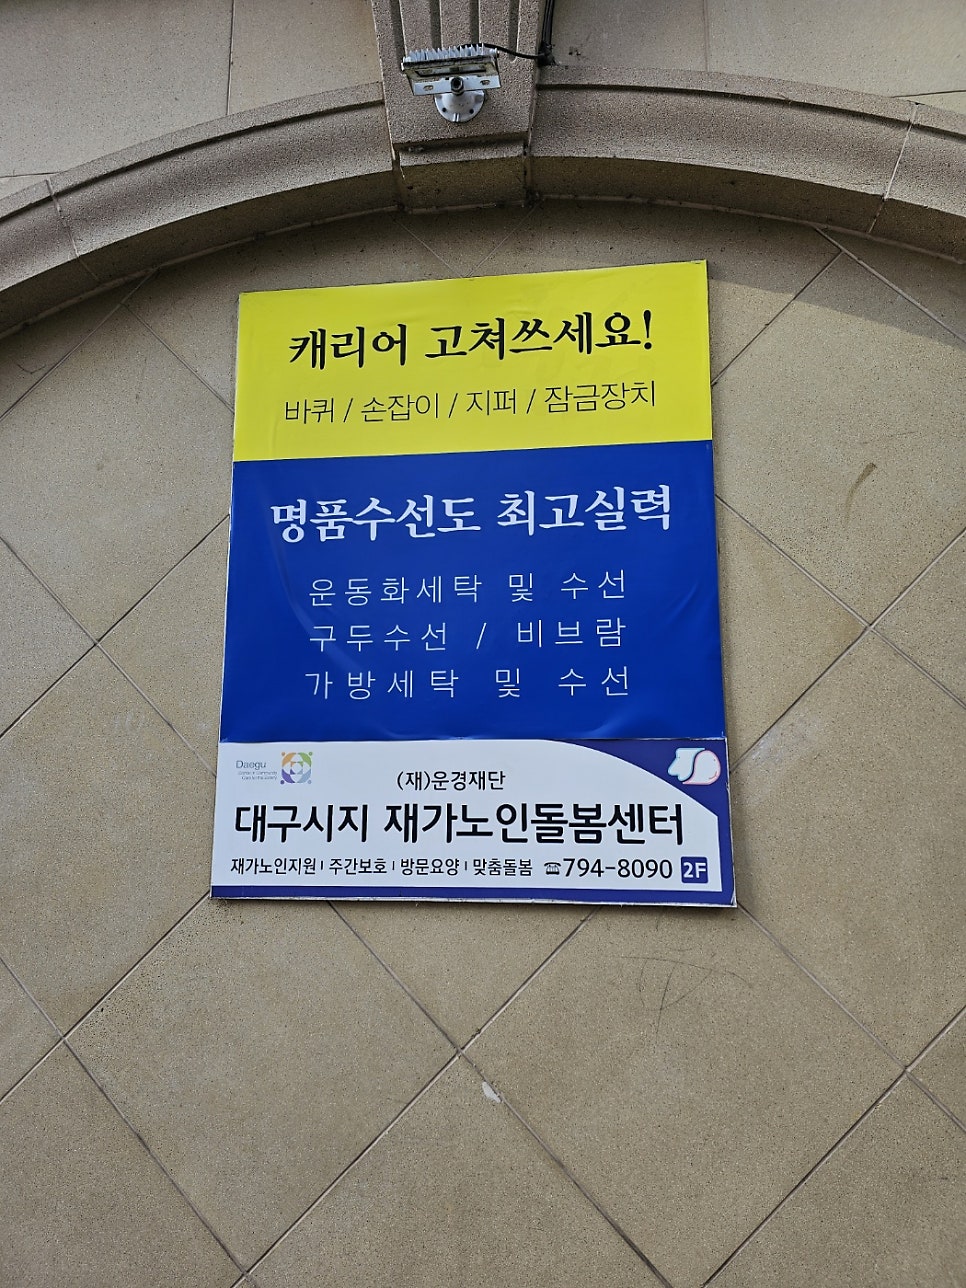 캐리어 고쳐쓰세요!
바퀴 / 손잡이 / 지퍼 / 잠금장치
명품수선도 최고실력
운동화세탁 및 수선
구두수선 / 비브람
가방세탁 및 수선
Daegu
(재)운경재단
대구시지 재가노인돌봄센터
재가노인지원 | 주간보호 | 방문요양 | 맞춤돌봄 ☎794-8090 2F